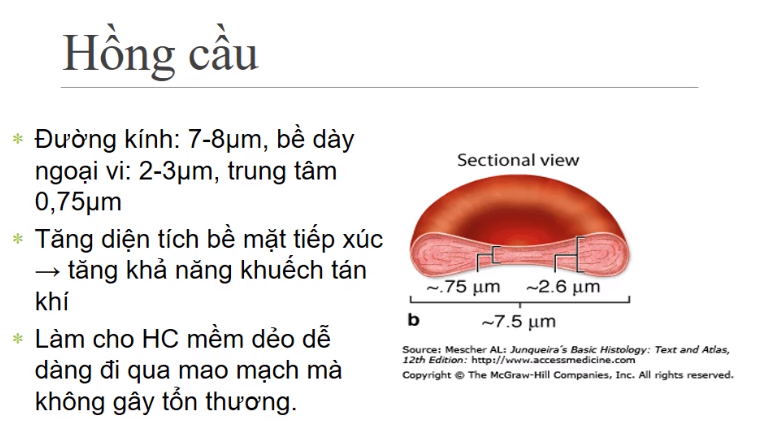 Hồng cầu
* Đường kính: 7-8μm, bề dày
ngoại vi: 2-3μm, trung tâm
0,75μm
* Tăng diện tích bề mặt tiếp xúc
→ tăng khả năng khuếch tán
khí
* Làm cho HC mềm dẻo dễ
dàng đi qua mao mạch mà
không gây tổn thương.
Sectional view
~.75 μm ~2.6 μm
b ~7.5 μm
Source: Mescher AL: Junqueira's Basic Histology: Text and Atlas,
12th Edition: http://www.accessmedicine.com
Copyright © The McGraw-Hill Companies, Inc. All rights reserved.